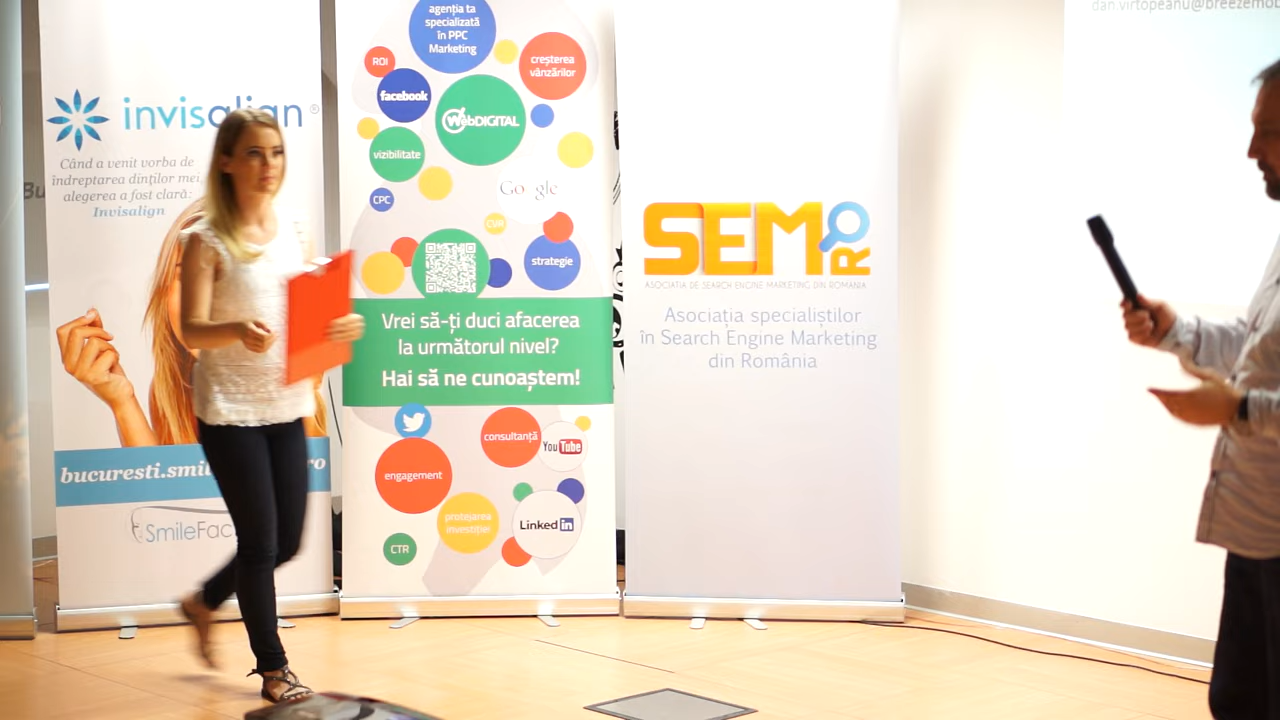 invisalign®
Când a venit vorba de
îndreptarea dinților mei,
alegerea a fost clară:
Invisalign
SmileFac
agenția ta
specializată
în PPC
Marketing
ROI
creșterea
vânzărilor
facebook
WebDIGITAL
vizibilitate
CPC
Google
CVR
strategie
Vrei să-ți duci afacerea
la următorul nivel?
Hai să ne cunoaștem!
consultanță
YouTube
engagement
protejarea
investiției
Linked in
CTR
SEM RO
ASOCIAȚIA DE SEARCH ENGINE MARKETING DIN ROMÂNIA
Asociația specialiștilor
în Search Engine Marketing
din România
dan.virtopeanu@breezemob